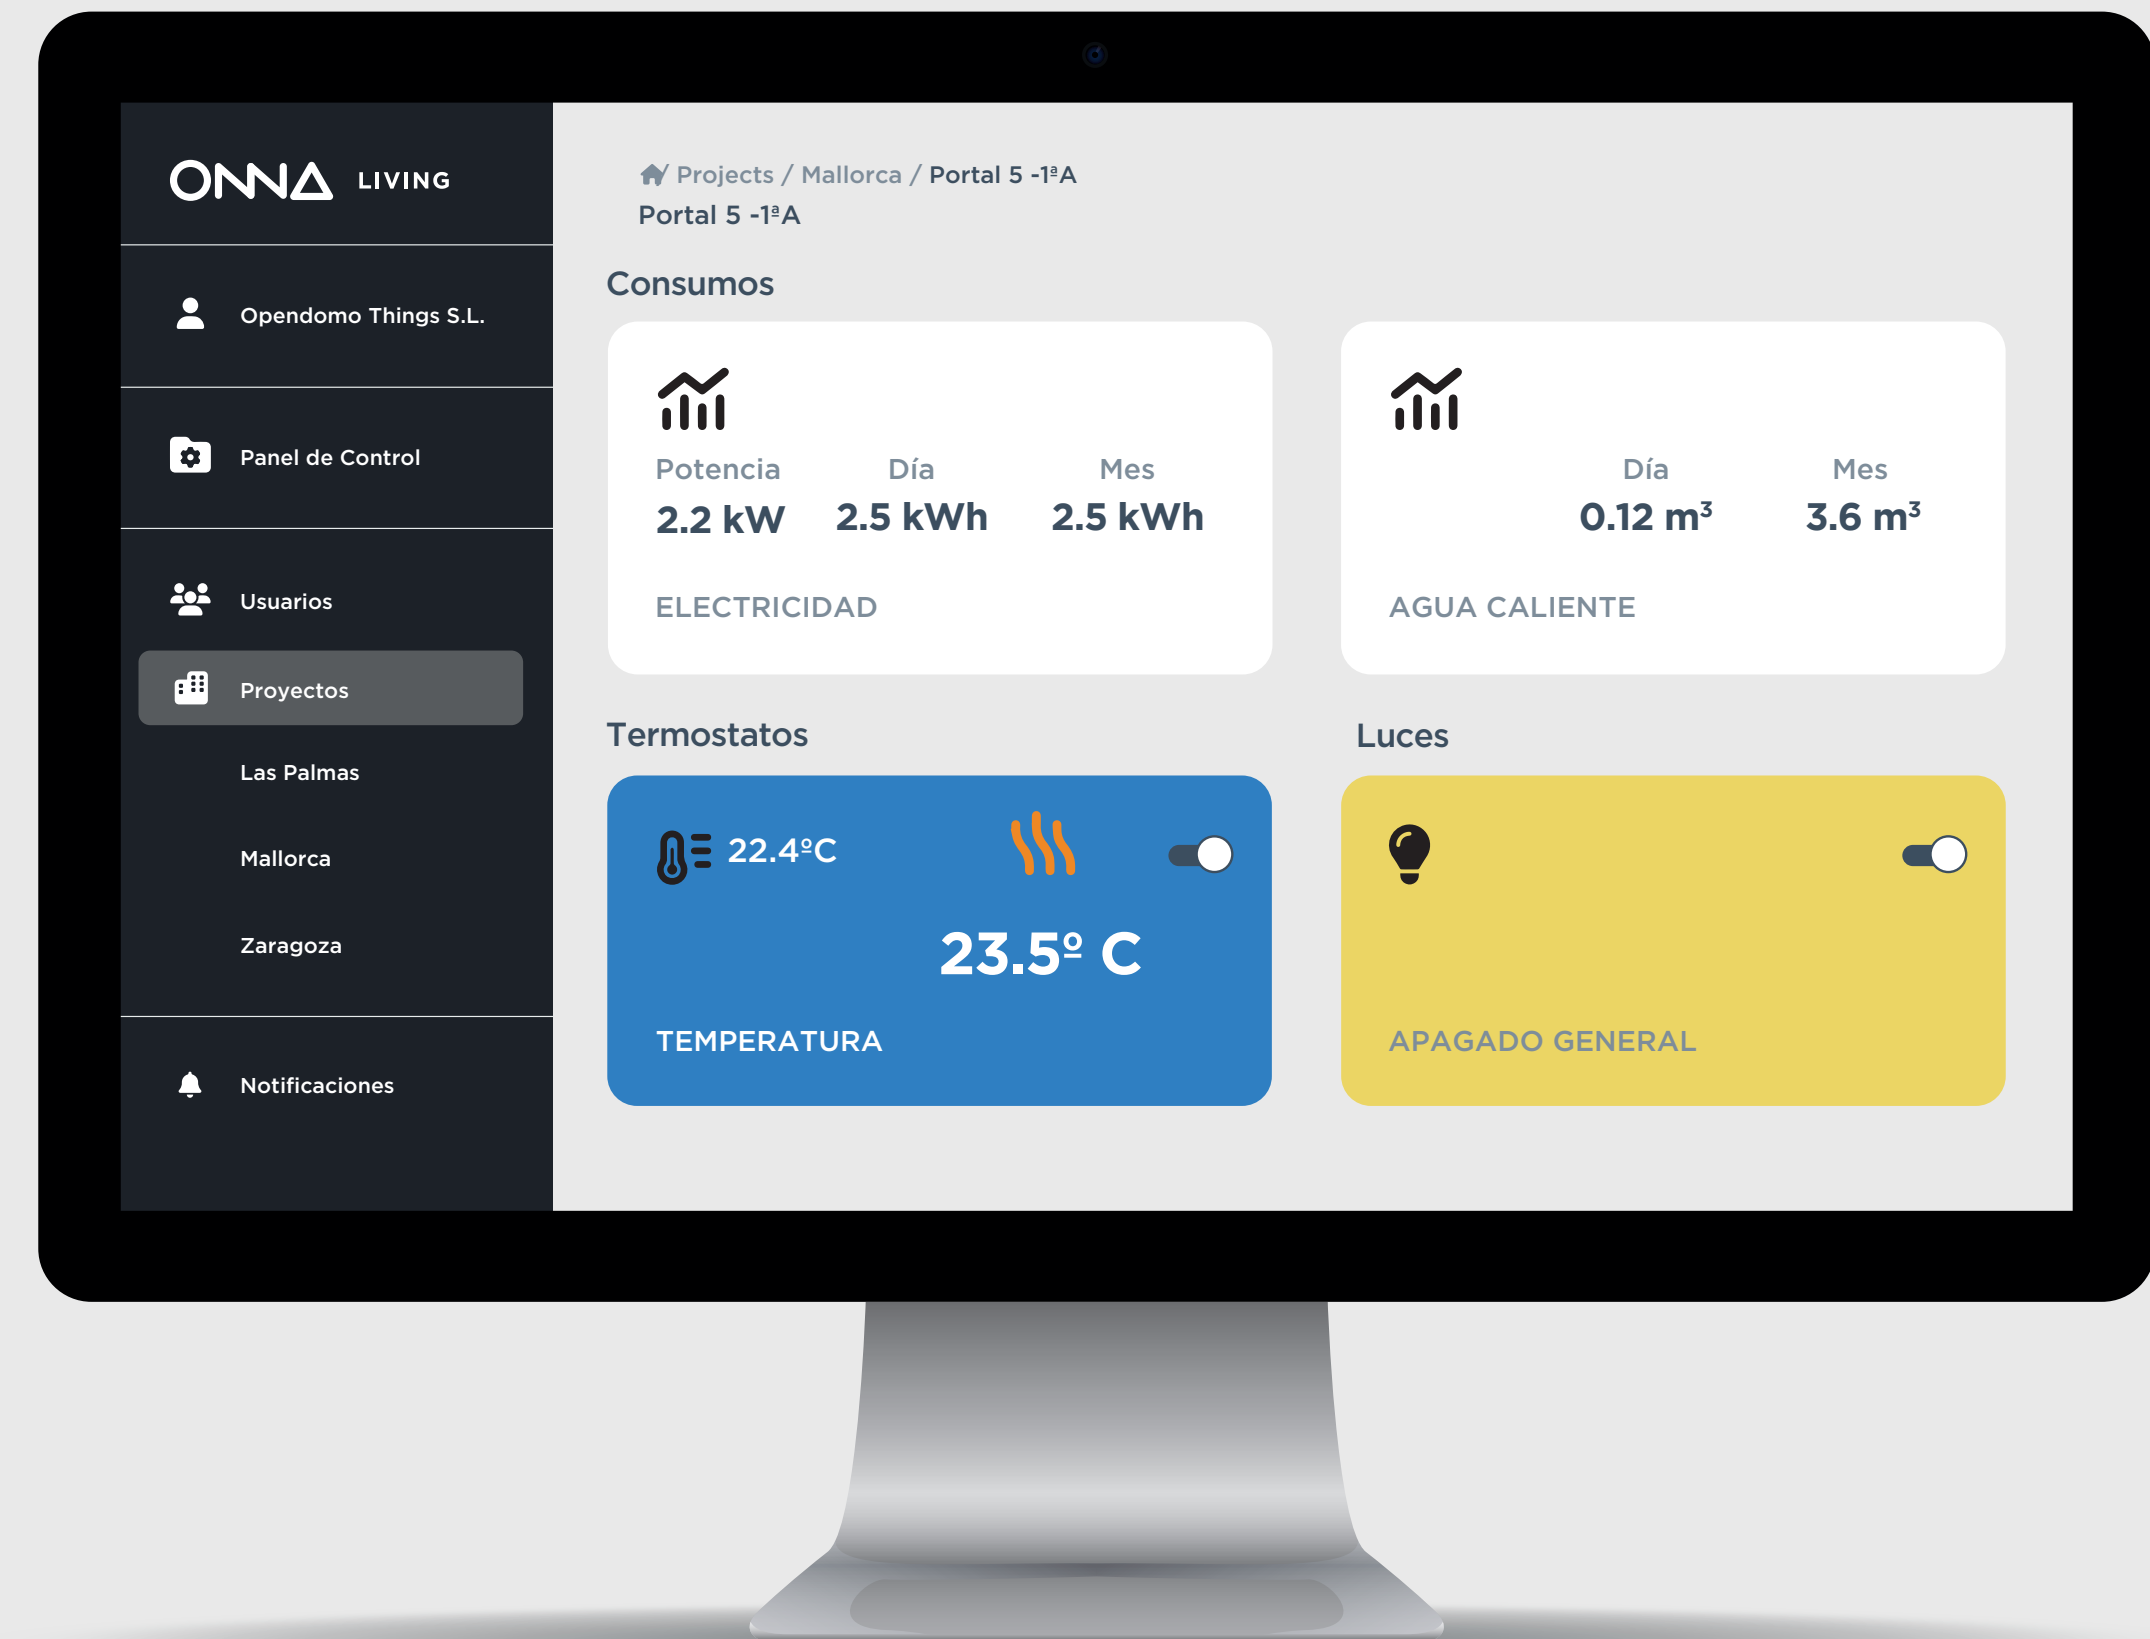 ONNA LIVING
Opendomo Things S.L.
Panel de Control
Usuarios
Proyectos
Las Palmas
Mallorca
Zaragoza
Notificaciones
/ Projects / Mallorca / Portal 5 -1ªA
Portal 5 -1ªA
Consumos
Potencia Día Mes
2.2 kW 2.5 kWh 2.5 kWh
ELECTRICIDAD
Día Mes
0.12 m³ 3.6 m³
AGUA CALIENTE
Termostatos
22.4ºC
23.5º C
TEMPERATURA
Luces
APAGADO GENERAL